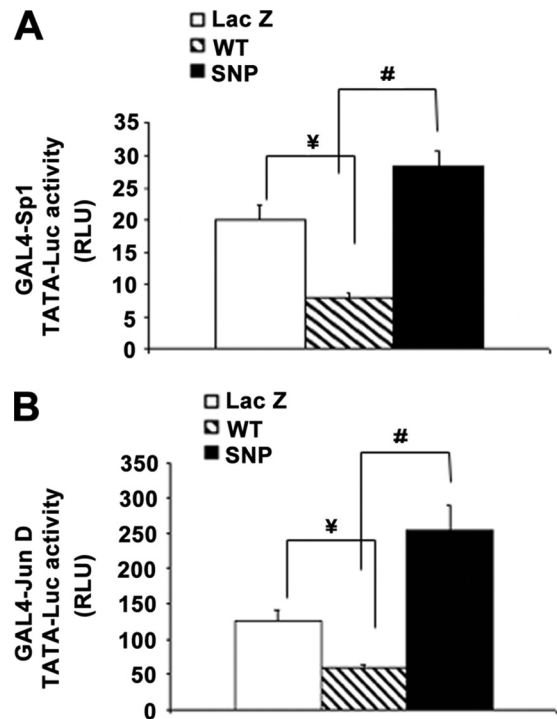 A
Lac Z
WT
SNP
#
¥
35
30
25
20
15
10
5
0
GAL4-Sp1
TATA-Luc activity
(RLU)
B
Lac Z
WT
SNP
#
¥
350
300
250
200
150
100
50
0
GAL4-Jun D
TATA-Luc activity
(RLU)